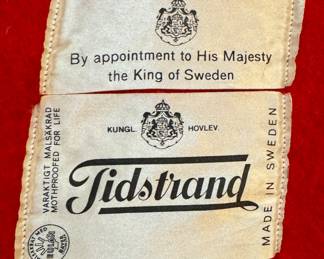 By appointment to His Majesty
the King of Sweden
KUNGL. HOVLEV.
VARAKTIGT MALSÄKRAD
MOTHPROOFED FOR LIFE
Tidstrand
MADE IN SWEDEN